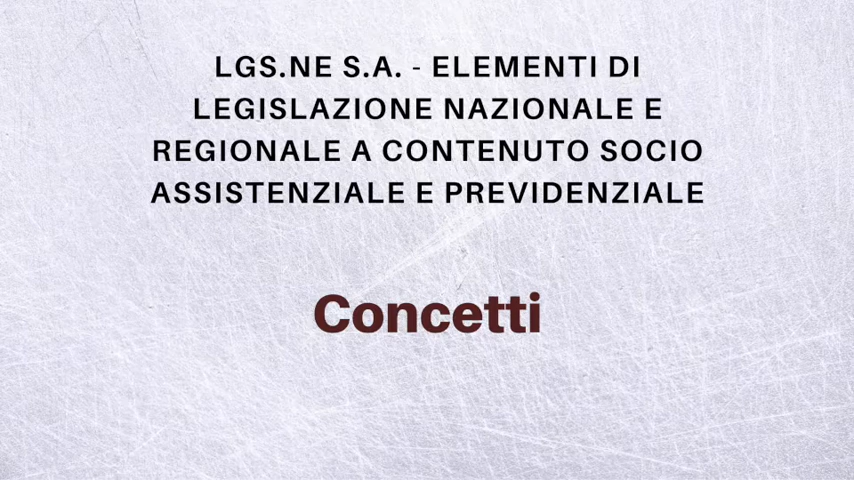 LGS.NE S.A. - ELEMENTI DI
LEGISLAZIONE NAZIONALE E
REGIONALE A CONTENUTO SOCIO
ASSISTENZIALE E PREVIDENZIALE
Concetti